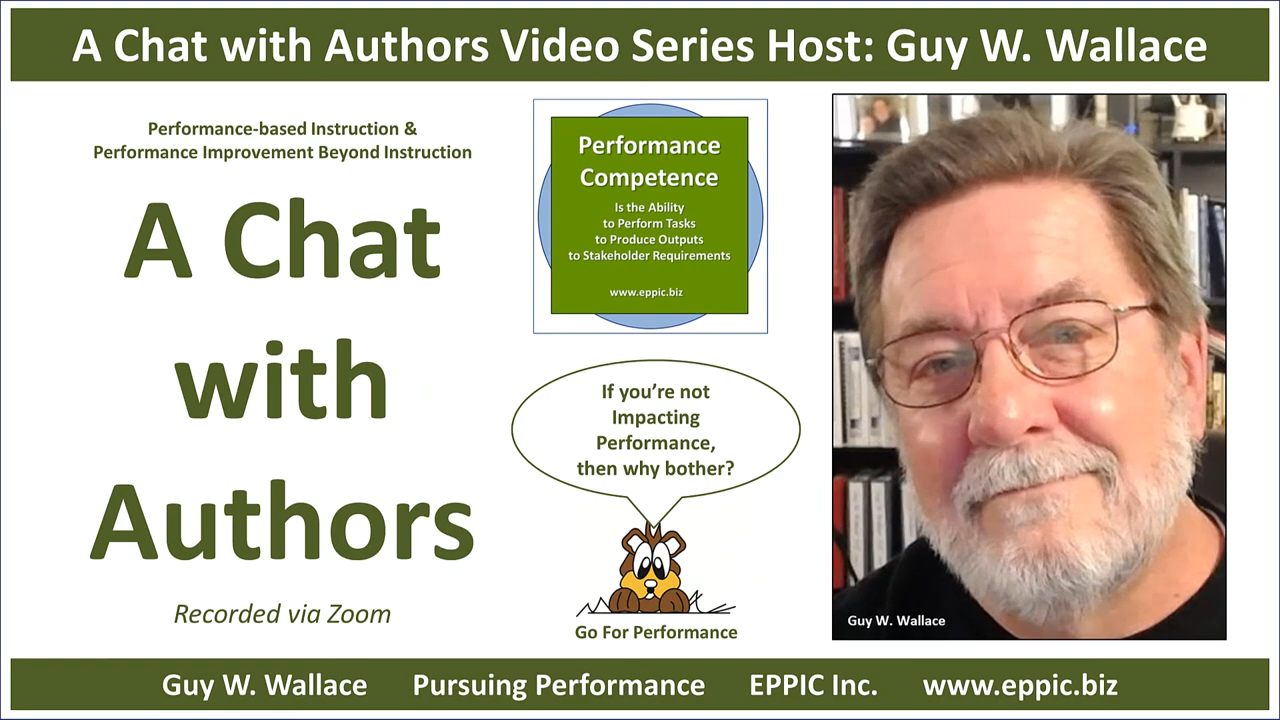 A Chat with Authors Video Series Host: Guy W. Wallace
Performance-based Instruction &
Performance Improvement Beyond Instruction
A Chat
with
Authors
Recorded via Zoom
Performance
Competence
Is the Ability
to Perform Tasks
to Produce Outputs
to Stakeholder Requirements
www.eppic.biz
If you’re not
Impacting
Performance,
then why bother?
Go For Performance
Guy W. Wallace
Guy W. Wallace Pursuing Performance EPPIC Inc. www.eppic.biz